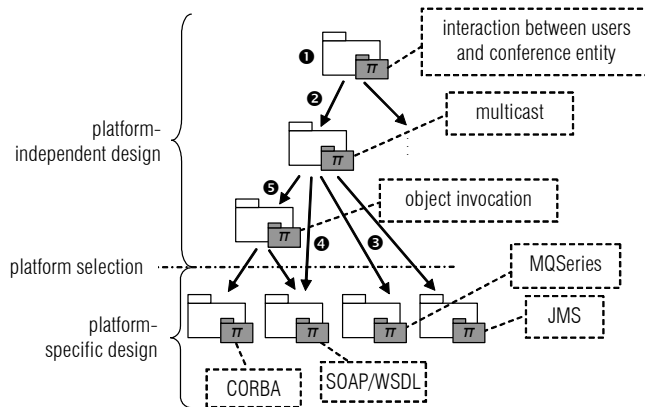 interaction between users
and conference entity
❶
π
❷
multicast
platform-
independent design
π
❺
object invocation
π
❹
❸
MQSeries
platform selection
platform-
specific design
π
π
π
π
JMS
CORBA
SOAP/WSDL